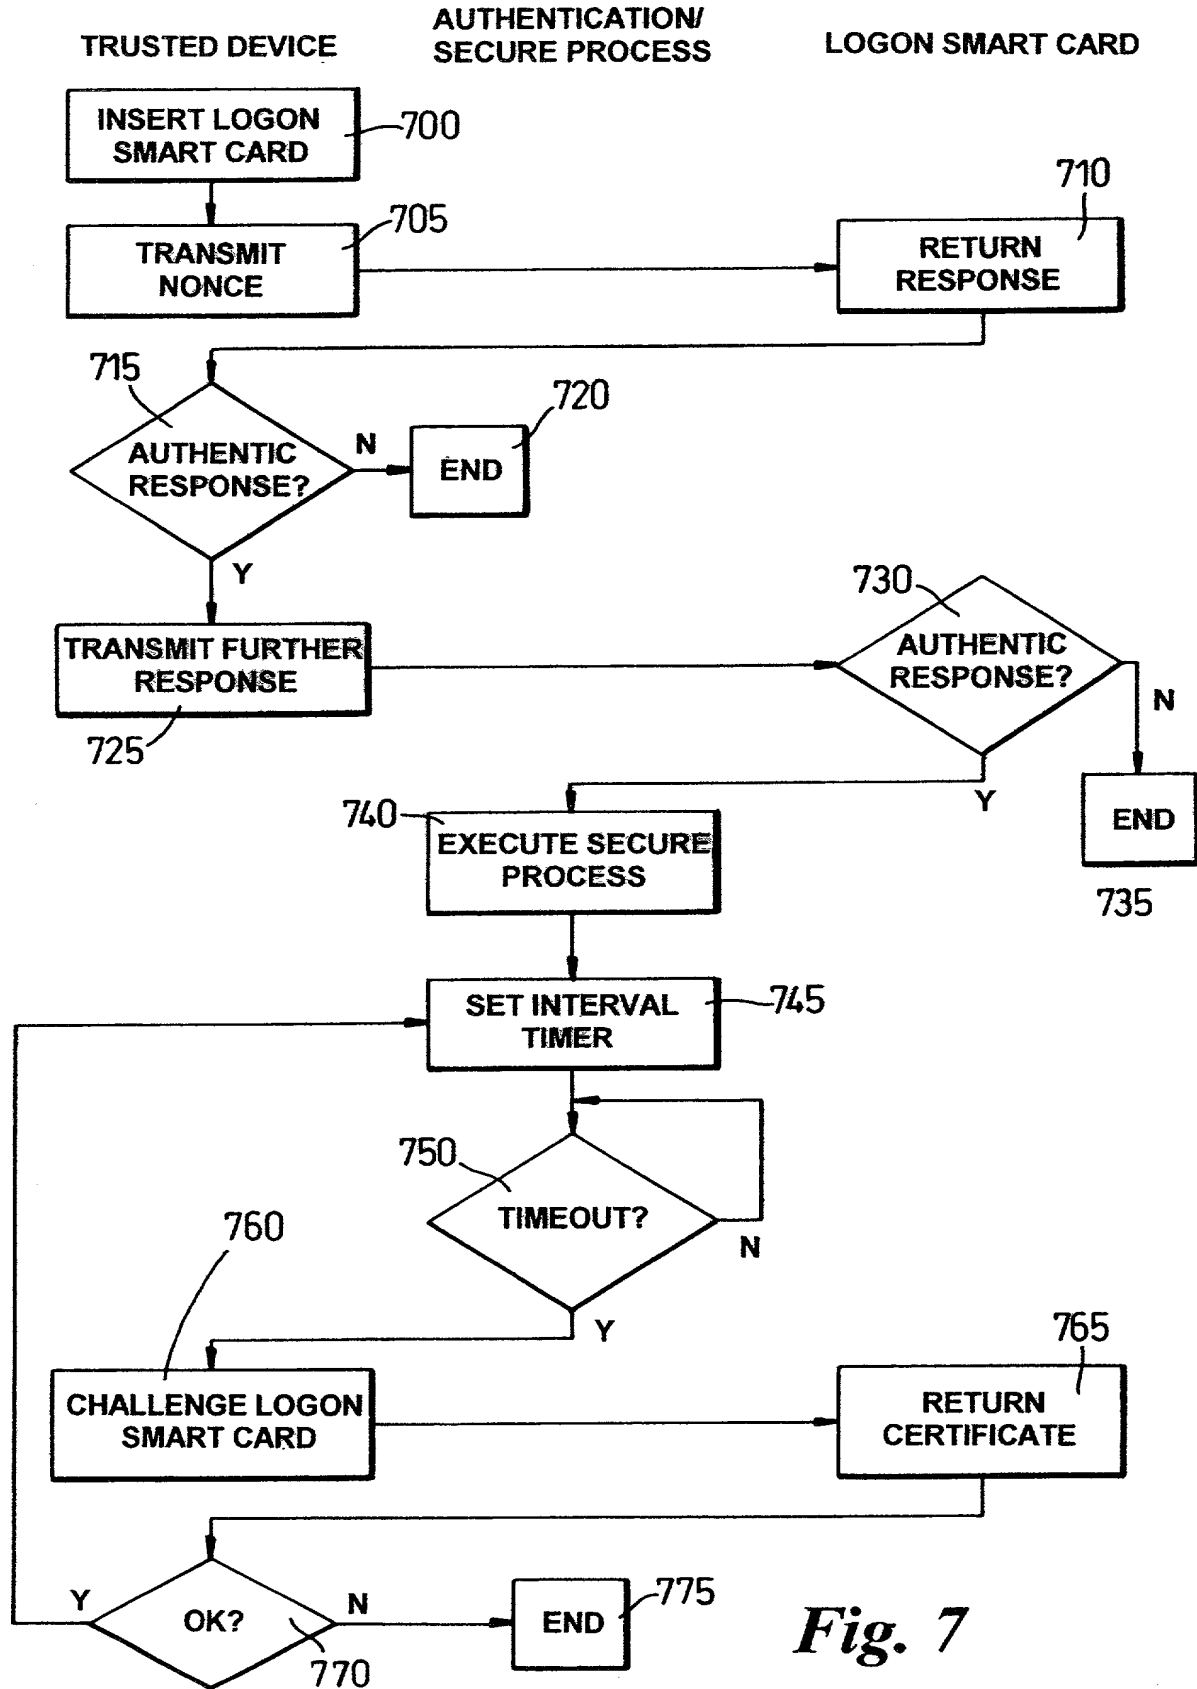 TRUSTED DEVICE
AUTHENTICATION/
SECURE PROCESS
LOGON SMART CARD
INSERT LOGON
SMART CARD
700
TRANSMIT
NONCE
705
710
RETURN
RESPONSE
715
AUTHENTIC
RESPONSE?
N
720
END
Y
TRANSMIT FURTHER
RESPONSE
725
730
AUTHENTIC
RESPONSE?
N
Y
END
735
740
EXECUTE SECURE
PROCESS
SET INTERVAL
TIMER
745
750
TIMEOUT?
N
Y
760
CHALLENGE LOGON
SMART CARD
765
RETURN
CERTIFICATE
Y
OK?
N
770
END
775
Fig. 7